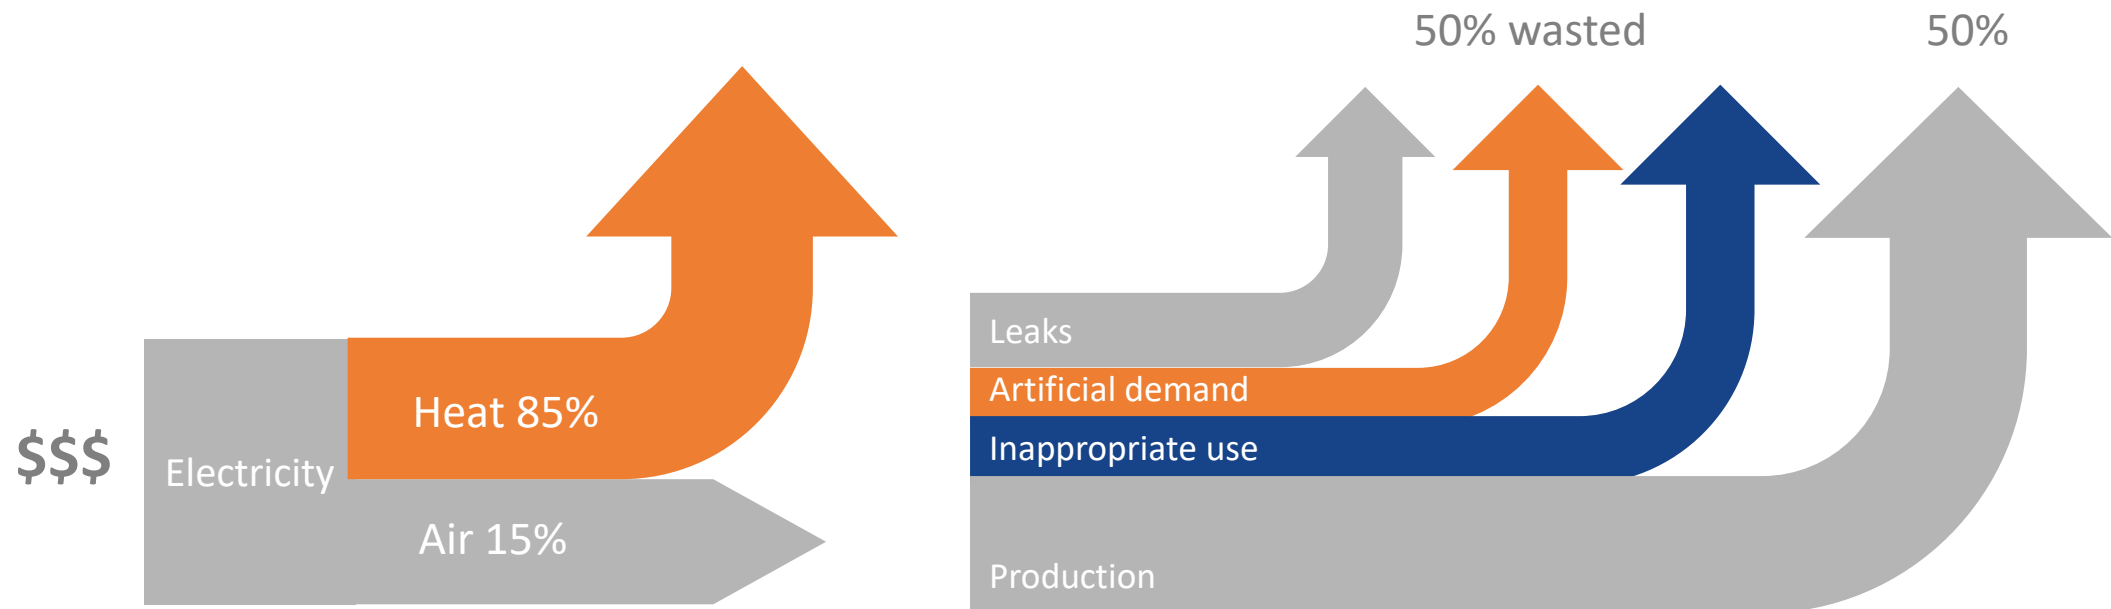 $$$
Electricity
Heat 85%
Air 15%
50% wasted
50%
Leaks
Artificial demand
Inappropriate use
Production